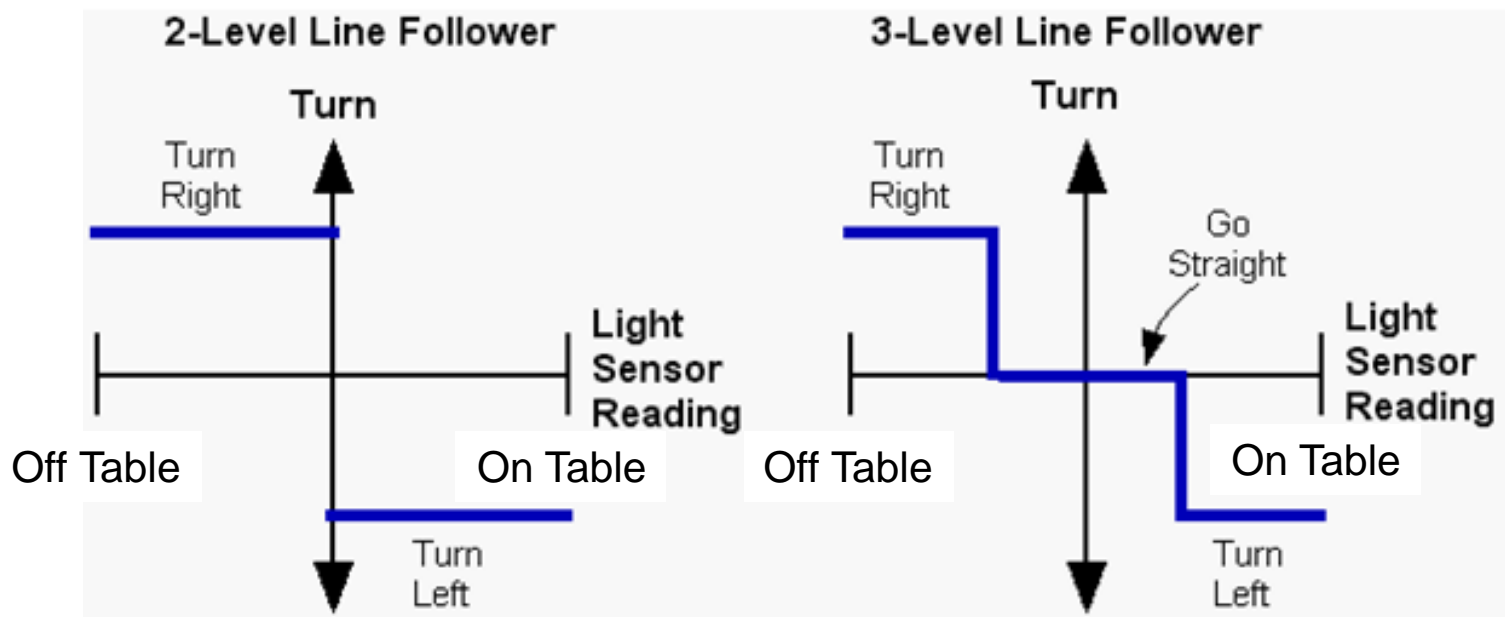 2-Level Line Follower
Turn
Turn
Right
Light
Sensor
Reading
Off Table
On Table
Turn
Left
3-Level Line Follower
Turn
Turn
Right
Go
Straight
Light
Sensor
Reading
Off Table
On Table
Turn
Left